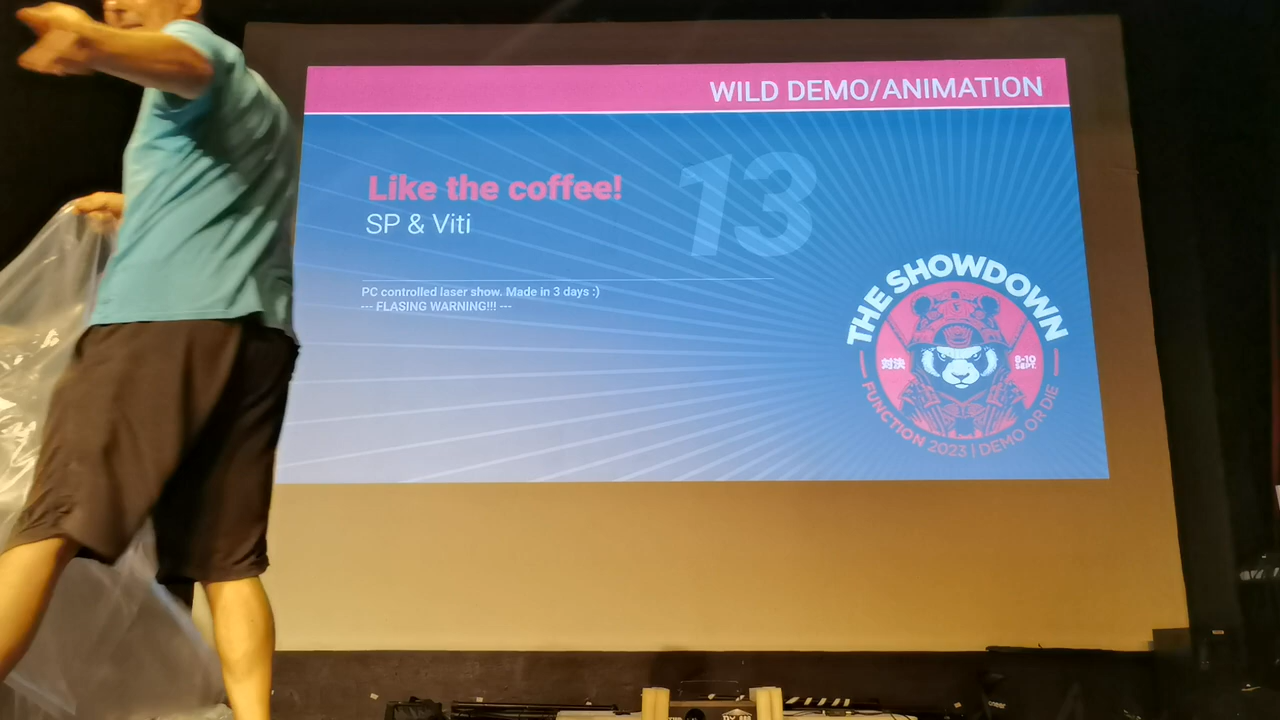 WILD DEMO/ANIMATION
13
Like the coffee!
SP & Viti
PC controlled laser show. Made in 3 days :)
--- FLASING WARNING!!! ---
THE SHOWDOWN
対決
8-10
SEPT.
FUNCTION 2023 | DEMO OR DIE